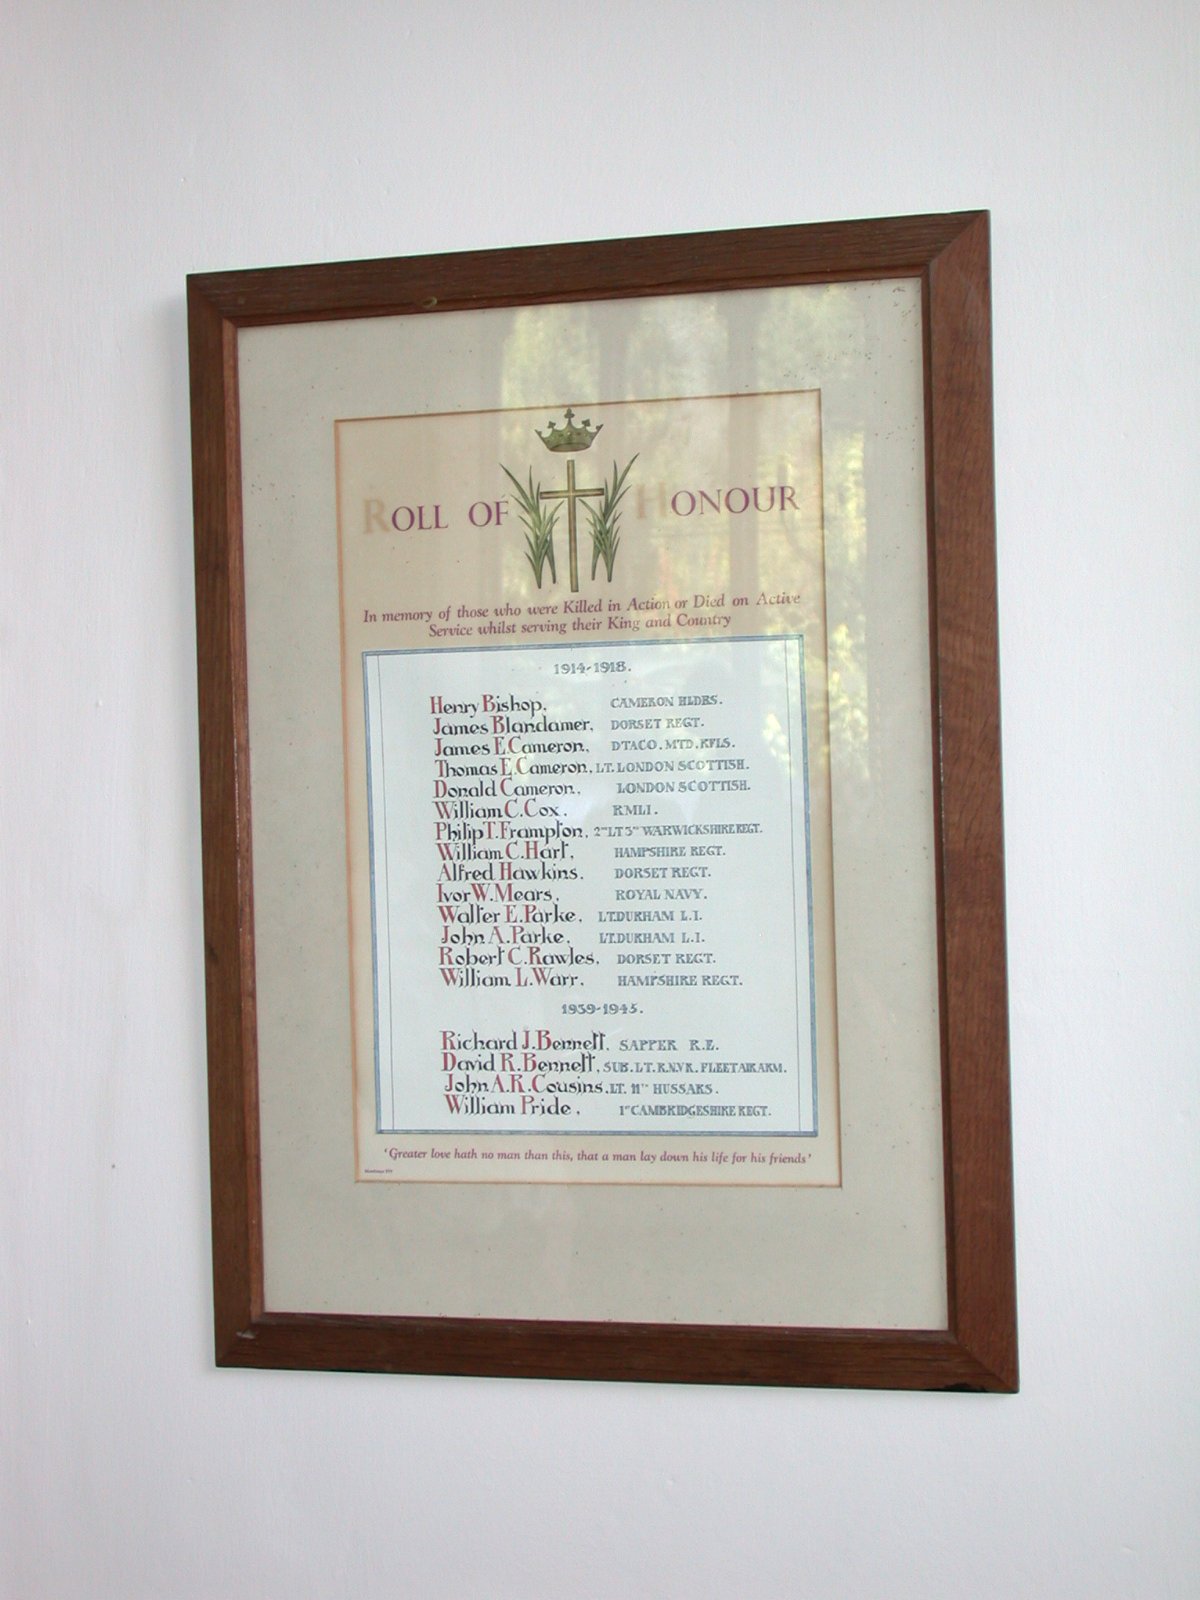 ROLL OF HONOUR
In memory of those who were Killed in Action or Died on Active
Service whilst serving their King and Country
1914-1918.
Henry Bishop, CAMERON HLDRS.
James Blandamer, DORSET REGT.
James E. Cameron, DTACO. MTD. RFLS.
Thomas E. Cameron, LT. LONDON SCOTTISH.
Donald Cameron, LONDON SCOTTISH.
William C. Cox. R.M.L.I.
Philip T. Frampton, 2ND LT 3RD WARWICKSHIRE REGT.
William C. Hart, HAMPSHIRE REGT.
Alfred Hawkins. DORSET REGT.
Ivor W. Mears, ROYAL NAVY.
Walter E. Parke, LT. DURHAM L.I.
John A. Parke, LT. DURHAM L.I.
Robert C. Rawles, DORSET REGT.
William L. Warr. HAMPSHIRE REGT.
1939-1945.
Richard J. Bennett, SAPPER R.E.
David R. Bennett, SUB. LT. R.N.V.R. FLEET AIR ARM.
John A.R. Cousins. LT. 11TH HUSSARS.
William Pride, 1ST CAMBRIDGESHIRE REGT.
'Greater love hath no man than this, that a man lay down his life for his friends'